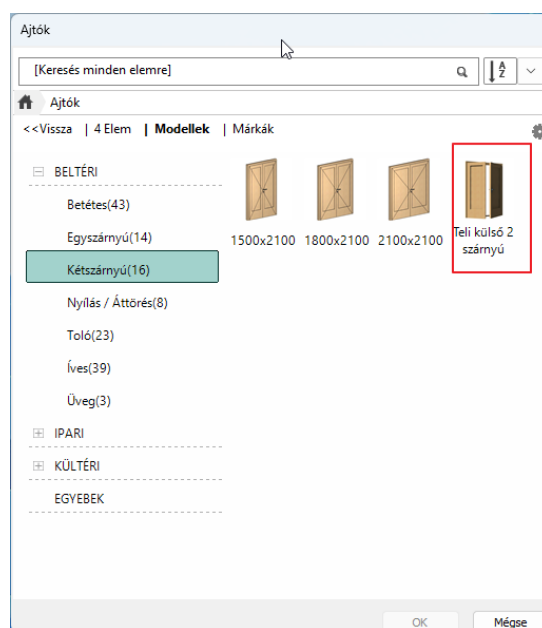 Ajtók
[Keresés minden elemre]
A
Z
Ajtók
<<Vissza | 4 Elem | Modellek | Márkák
BELTÉRI
Betétes(43)
Egyszárnyú(14)
Kétszárnyú(16)
Nyílás / Áttörés(8)
Toló(23)
Íves(39)
Üveg(3)
IPARI
KÜLTÉRI
EGYEBEK
1500x2100 1800x2100 2100x2100 Teli külső 2
szárnyú
OK Mégse